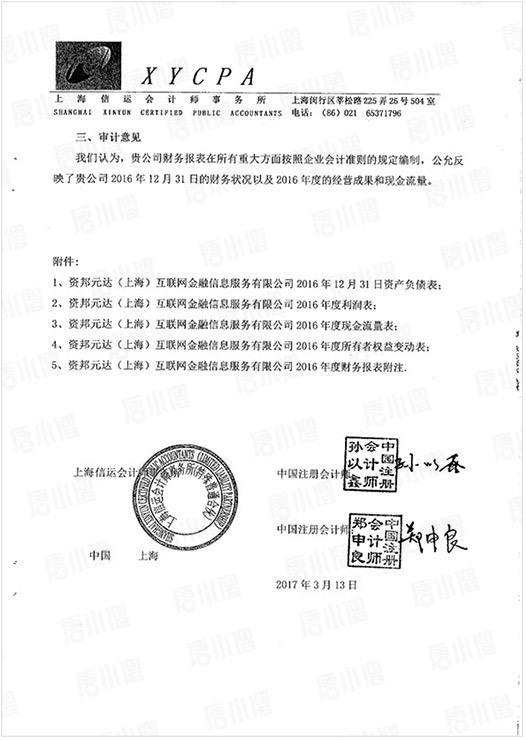 XYCPA
上海信运会计师事务所 上海闵行区莘松路225弄26号504室
SHANGHAI XINYUN CERTIFIED PUBLIC ACCOUNTANTS 电话：(86) 021 65371796
三、审计意见
我们认为，贵公司财务报表在所有重大方面按照企业会计准则的规定编制，公允反
映了贵公司2016年12月31日的财务状况以及2016年度的经营成果和现金流量。
附件：
1、资邦元达（上海）互联网金融信息服务有限公司2016年12月31日资产负债表；
2、资邦元达（上海）互联网金融信息服务有限公司2016年度利润表；
3、资邦元达（上海）互联网金融信息服务有限公司2016年度现金流量表；
4、资邦元达（上海）互联网金融信息服务有限公司2016年度所有者权益变动表；
5、资邦元达（上海）互联网金融信息服务有限公司2016年度财务报表附注.
上海信运会计师事务所(特殊普通合伙)
中国注册会计师
中国注册会计师孙以鑫
中国注册会计师
中国注册会计师郑申良
郑申良
中国 上海
2017年3月13日
唐小僧